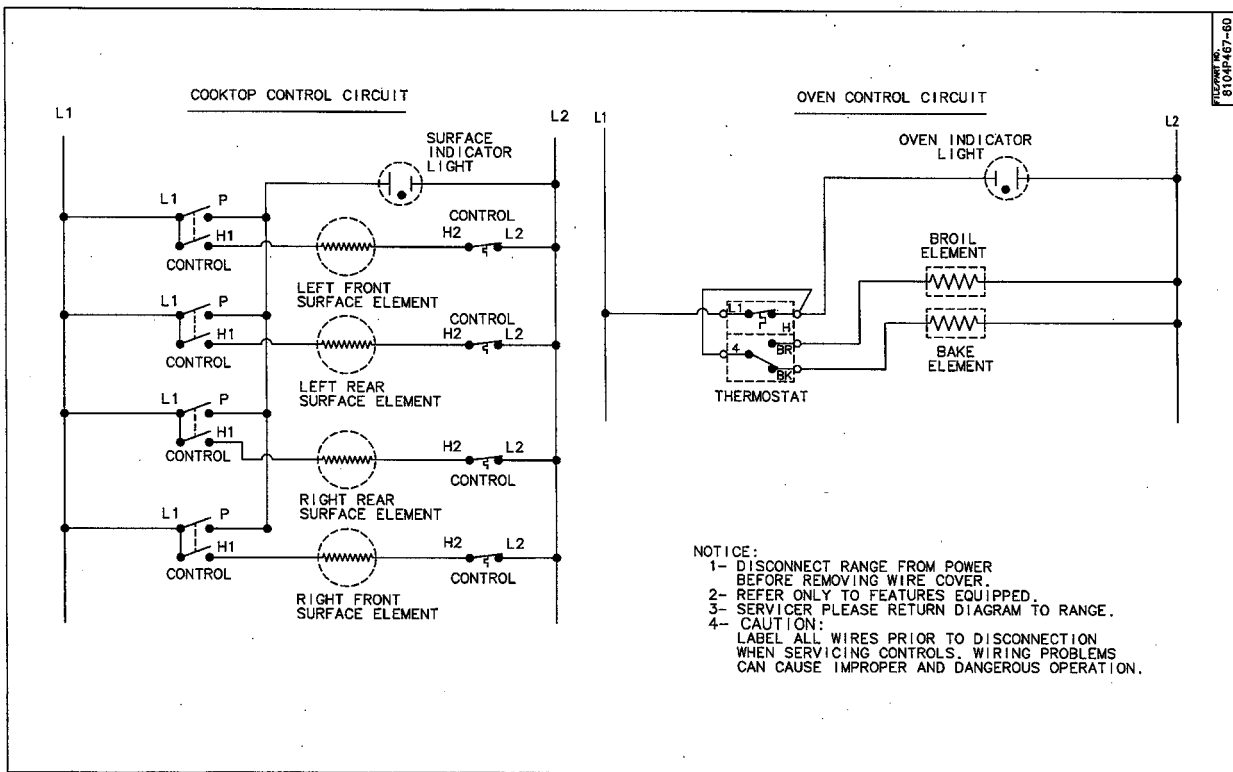 FILE/PART NO.
8104P467-60
COOKTOP CONTROL CIRCUIT
L1
L2
SURFACE
INDICATOR
LIGHT
L1
P
H1
CONTROL
CONTROL
H2
L2
LEFT FRONT
SURFACE ELEMENT
L1
P
H1
CONTROL
CONTROL
H2
L2
LEFT REAR
SURFACE ELEMENT
L1
P
H1
CONTROL
H2
L2
CONTROL
RIGHT REAR
SURFACE ELEMENT
L1
P
H1
CONTROL
H2
L2
CONTROL
RIGHT FRONT
SURFACE ELEMENT
OVEN CONTROL CIRCUIT
L1
L2
OVEN INDICATOR
LIGHT
BROIL
ELEMENT
BAKE
ELEMENT
L1
H
4
BR
BK
THERMOSTAT
NOTICE:
1- DISCONNECT RANGE FROM POWER
BEFORE REMOVING WIRE COVER.
2- REFER ONLY TO FEATURES EQUIPPED.
3- SERVICER PLEASE RETURN DIAGRAM TO RANGE.
4- CAUTION:
LABEL ALL WIRES PRIOR TO DISCONNECTION
WHEN SERVICING CONTROLS. WIRING PROBLEMS
CAN CAUSE IMPROPER AND DANGEROUS OPERATION.